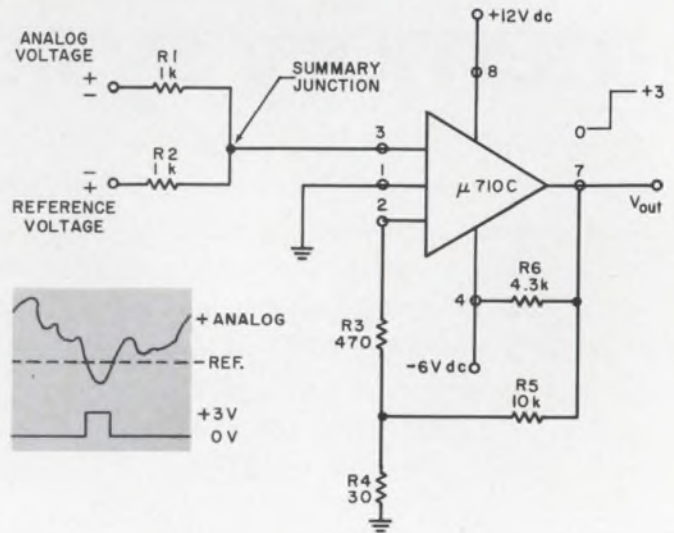 ANALOG
VOLTAGE
+
−
R1
1k
SUMMARY
JUNCTION
+12V dc
8
+3
0
−
+
R2
1k
REFERENCE
VOLTAGE
3
1
2
μ710C
7
Vout
4
R6
4.3k
-6V dc
R3
470
R5
10k
R4
30
+ ANALOG
-REF.
+3V
0V